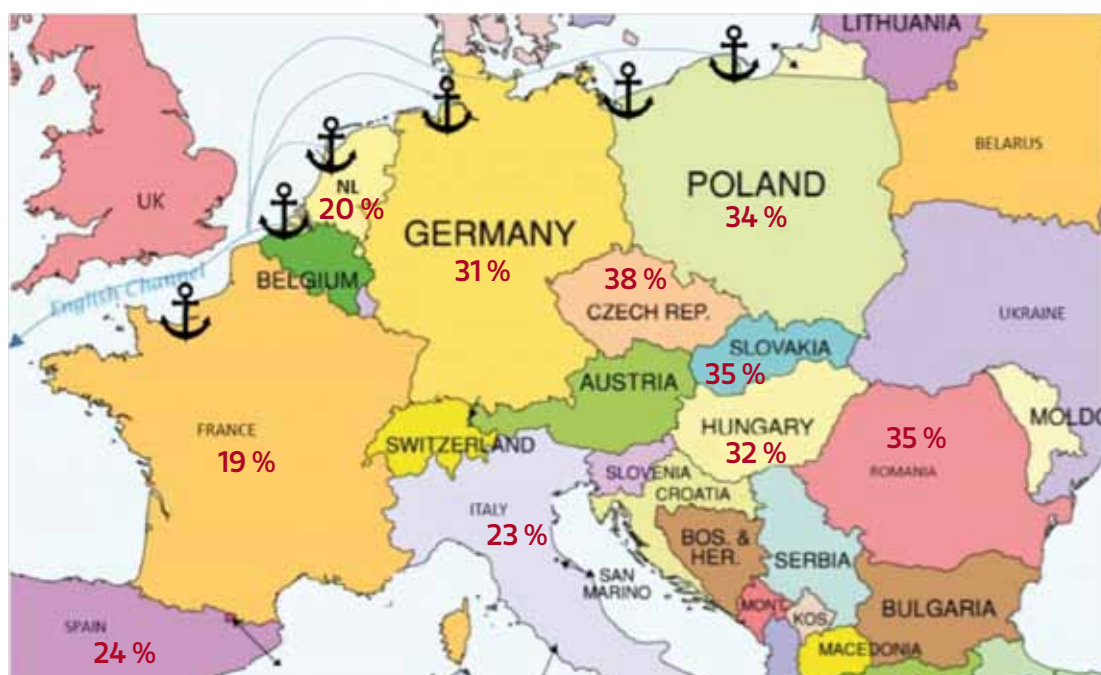 LITHUANIA
BELARUS
UK
NL
20 %
POLAND
34 %
GERMANY
31 %
English Channel
BELGIUM
38 %
CZECH REP.
UKRAINE
SLOVAKIA
35 %
AUSTRIA
FRANCE
19 %
SWITZERLAND
HUNGARY
32 %
35 %
ROMANIA
MOLDO
SLOVENIA
CROATIA
ITALY
23 %
BOS. &
HER.
SERBIA
SAN
MARINO
MONT.
KOS.
BULGARIA
SPAIN
24 %
MACEDONIA